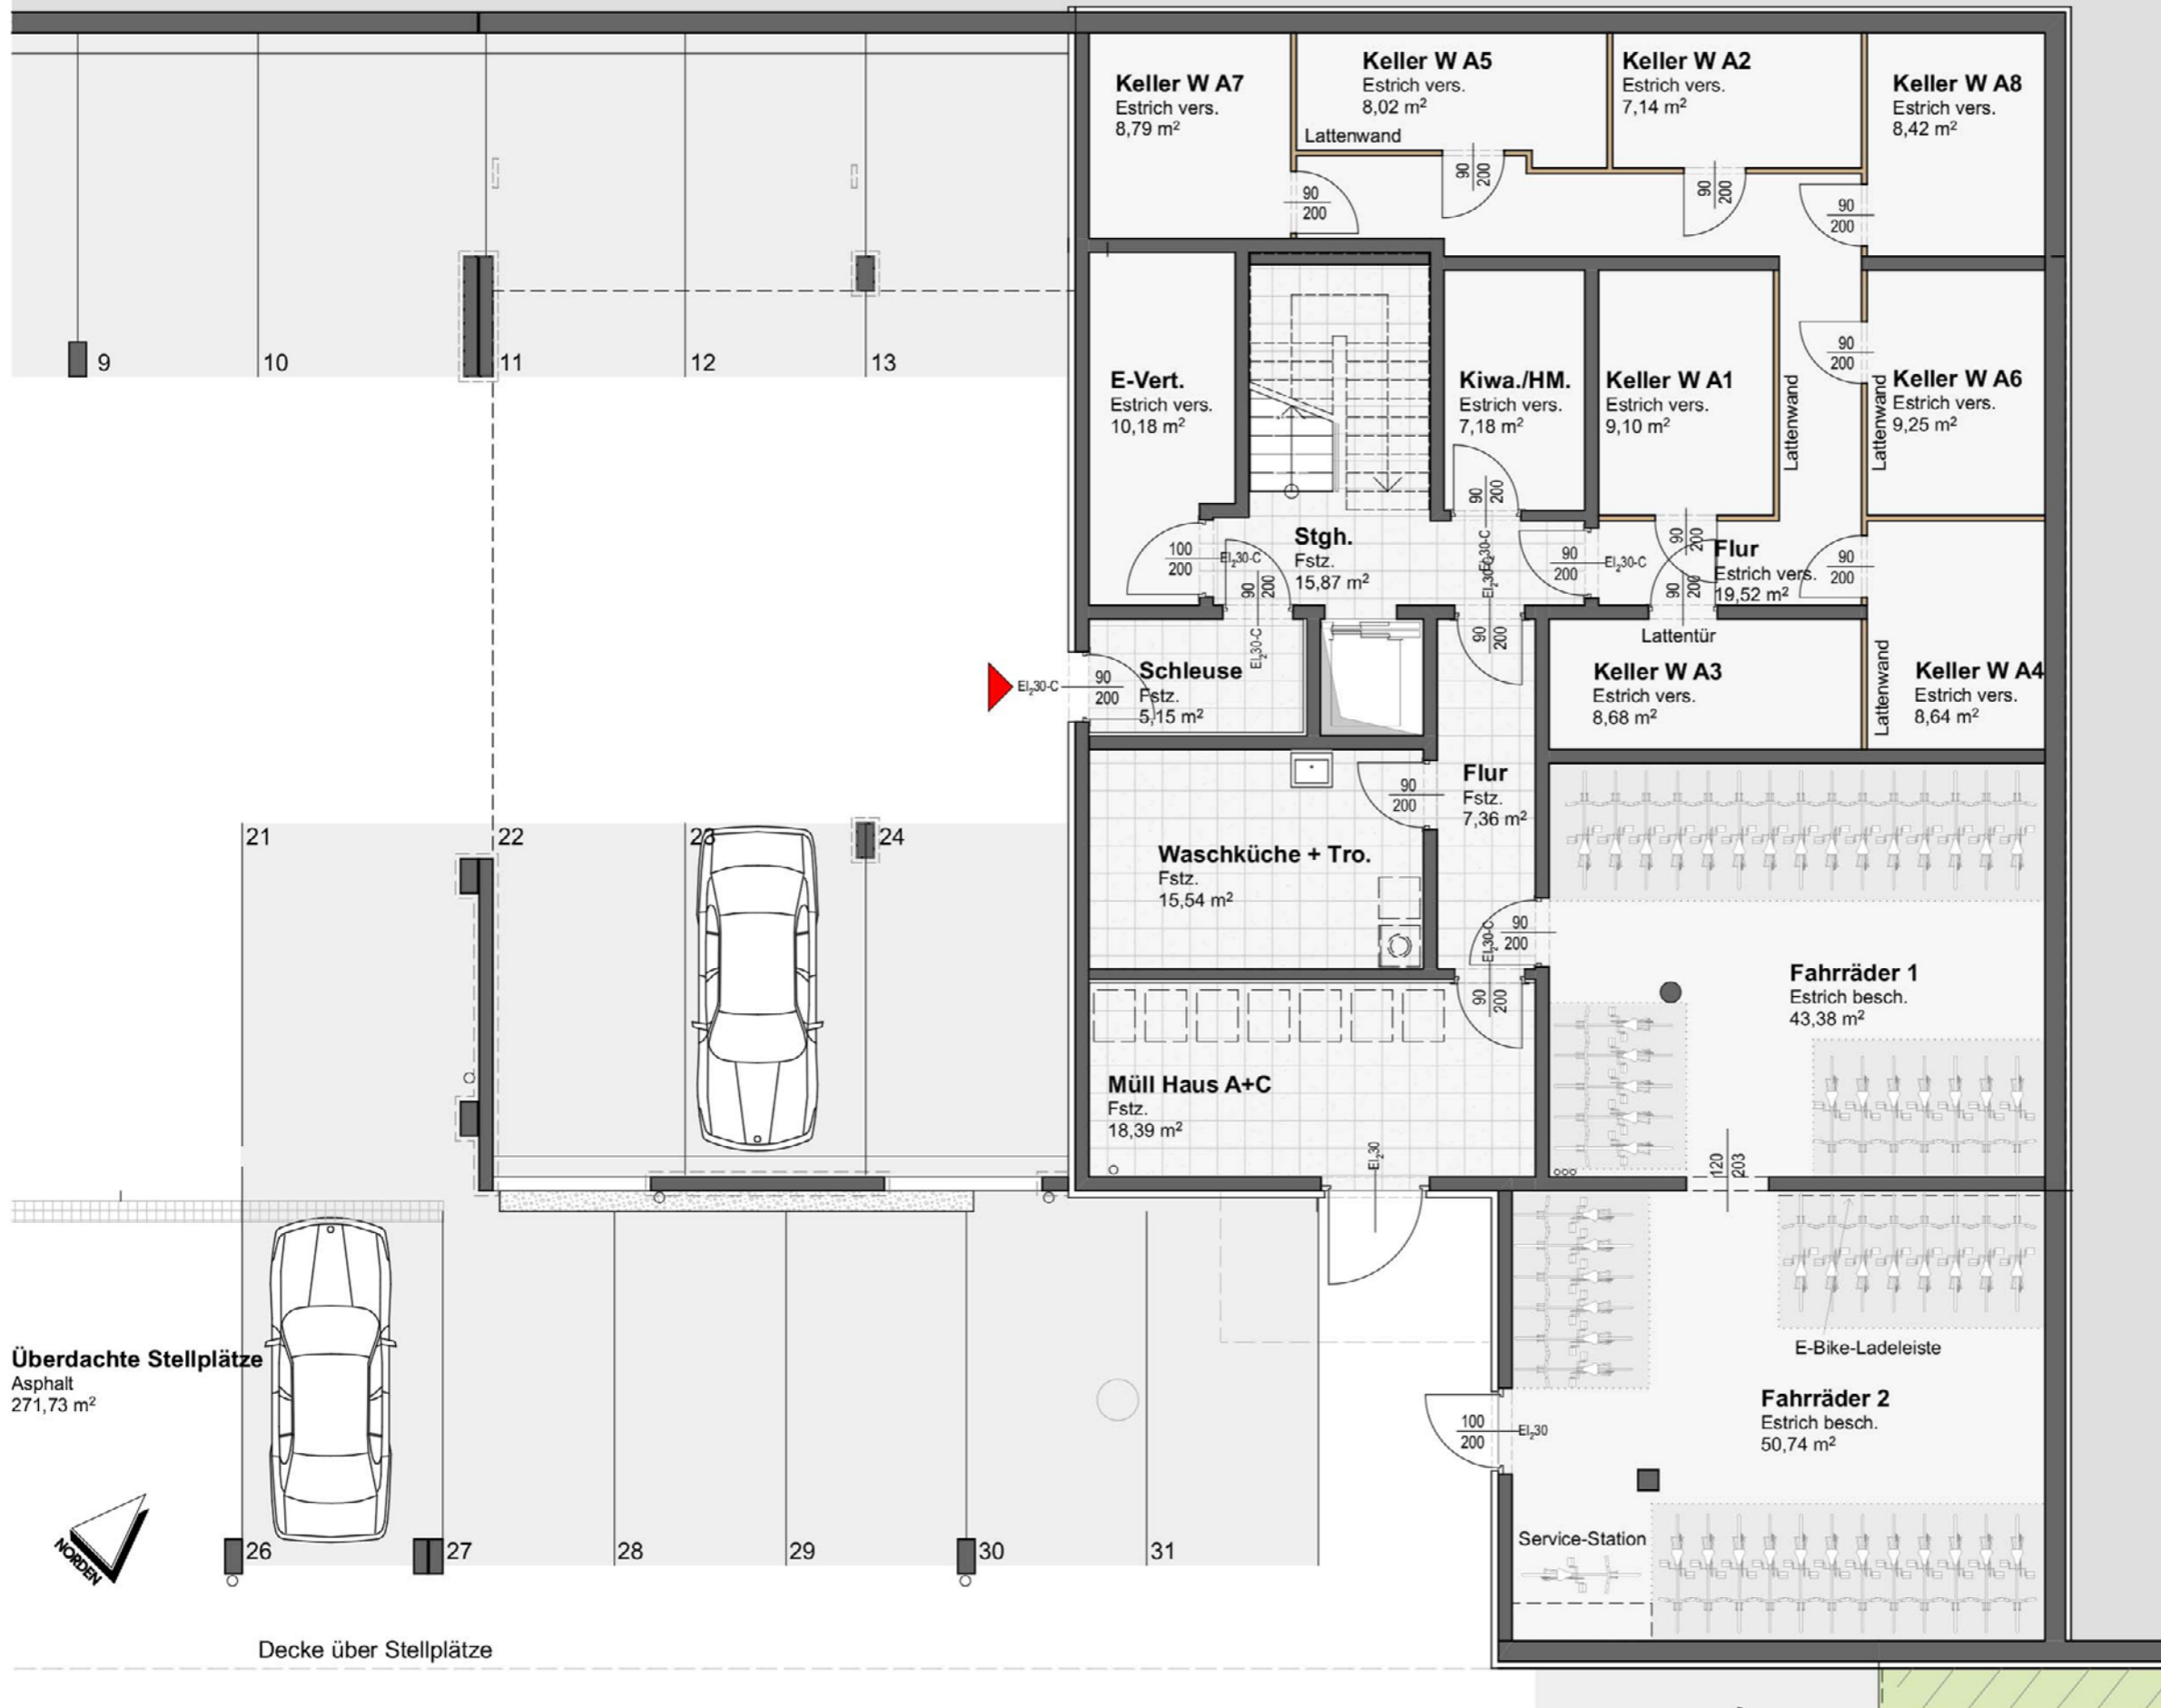 Keller W A7
Estrich vers.
8,79 m²
Keller W A5
Estrich vers.
8,02 m²
Lattenwand
Keller W A2
Estrich vers.
7,14 m²
Keller W A8
Estrich vers.
8,42 m²
90
200
90
200
90
200
90
200
9
10
11
12
13
E-Vert.
Estrich vers.
10,18 m²
Kiwa./HM.
Estrich vers.
7,18 m²
Keller W A1
Estrich vers.
9,10 m²
Lattenwand
Lattenwand
90
200
Keller W A6
Estrich vers.
9,25 m²
90
200
100
200
EI₂30-C
Stgh.
Fstz.
15,87 m²
EI₂30-C
EI₂30-C
90
200
EI₂30-C
90
200
Flur
Estrich vers.
19,52 m²
90
200
90
200
EI₂30-C
90
200
90
200
Lattentür
EI₂30-C
90
200
Schleuse
Fstz.
5,15 m²
Keller W A3
Estrich vers.
8,68 m²
Lattenwand
Keller W A4
Estrich vers.
8,64 m²
21
22
23
24
90
200
Flur
Fstz.
7,36 m²
Waschküche + Tro.
Fstz.
15,54 m²
EI₂30-C
90
200
90
200
Fahrräder 1
Estrich besch.
43,38 m²
Müll Haus A+C
Fstz.
18,39 m²
EI₂30
120
203
E-Bike-Ladeleiste
Überdachte Stellplätze
Asphalt
271,73 m²
Fahrräder 2
Estrich besch.
50,74 m²
100
200
EI₂30
Service-Station
NORDEN
26
27
28
29
30
31
Decke über Stellplätze